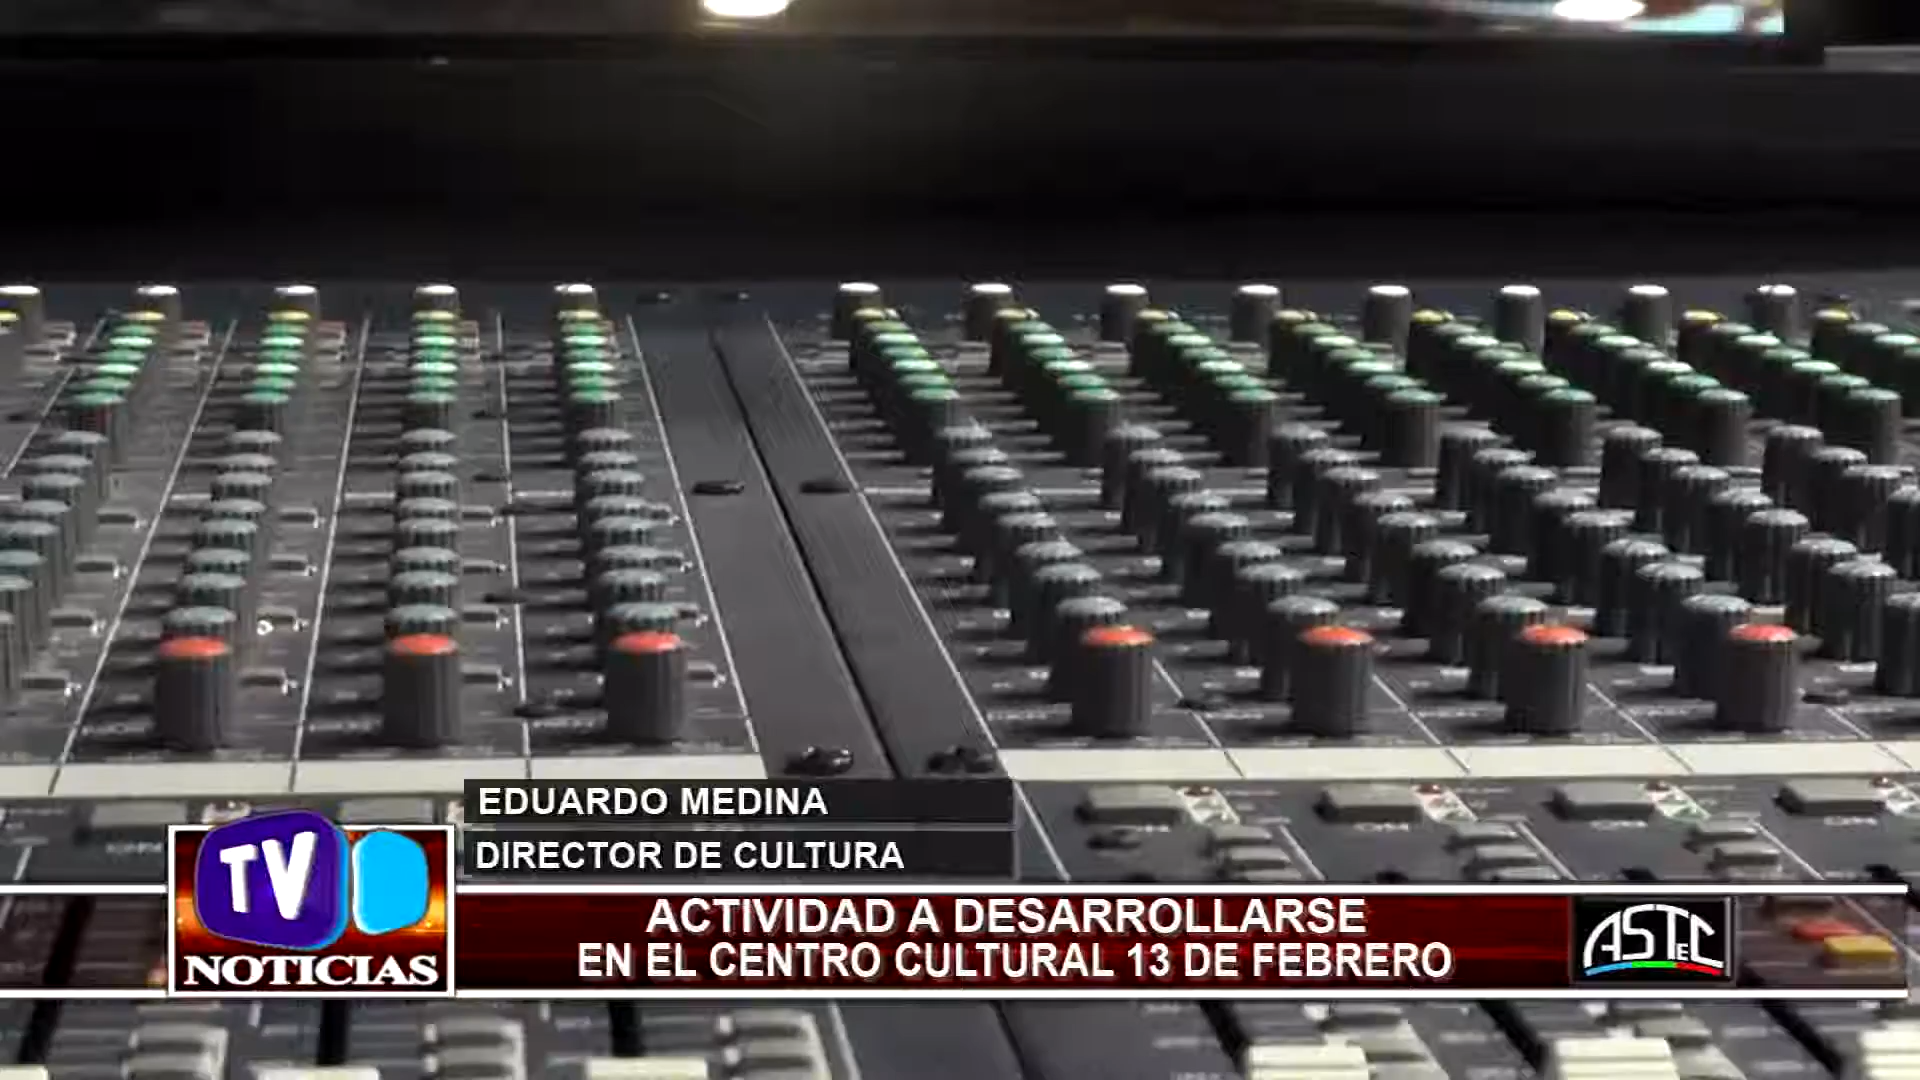 EDUARDO MEDINA
DIRECTOR DE CULTURA
TV
NOTICIAS
ACTIVIDAD A DESARROLLARSE
EN EL CENTRO CULTURAL 13 DE FEBRERO
ASTEC